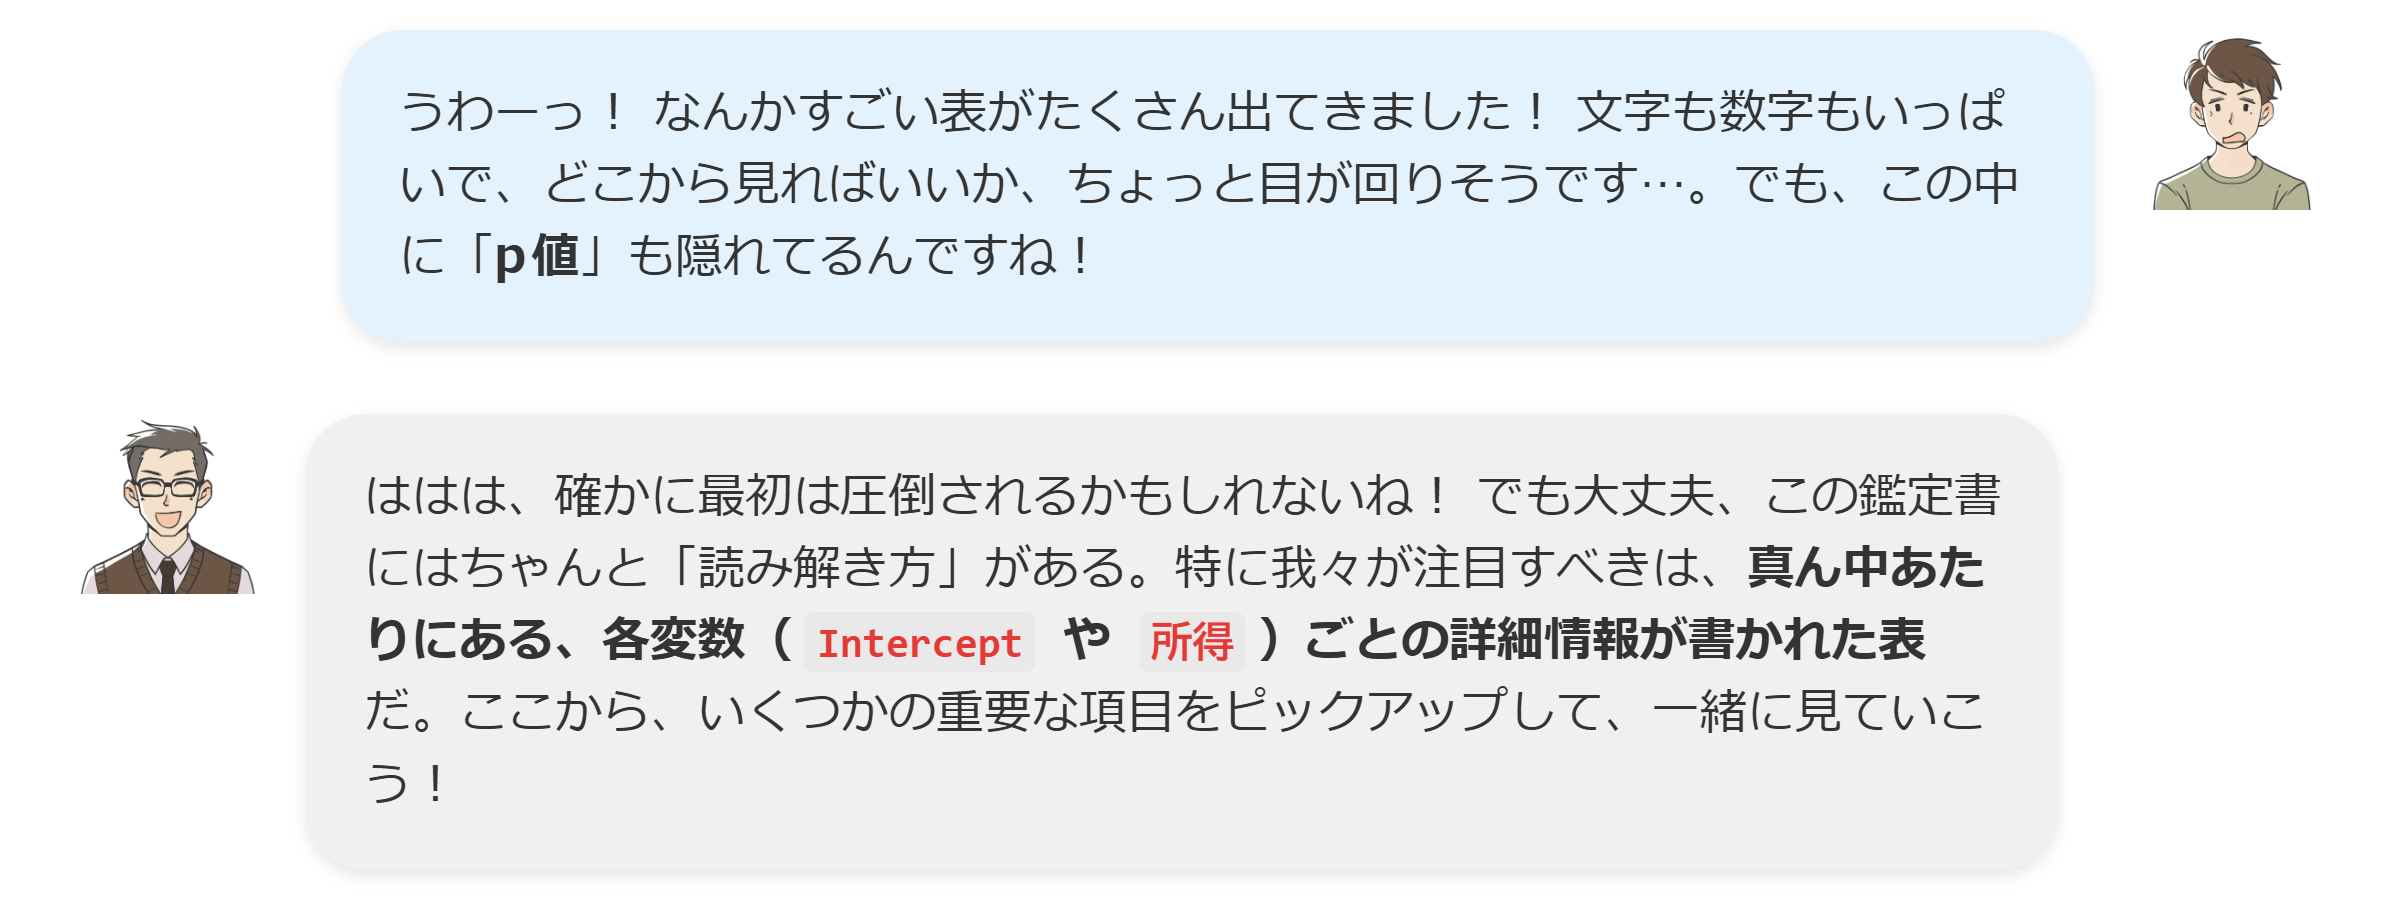 うわーっ！ なんかすごい表がたくさん出てきました！ 文字も数字もいっぱ
いで、どこから見ればいいか、ちょっと目が回りそうです…。でも、この中
に「p値」も隠れてるんですね！
ははは、確かに最初は圧倒されるかもしれないね！ でも大丈夫、この鑑定書
にはちゃんと「読み解き方」がある。特に我々が注目すべきは、真ん中あた
りにある、各変数（ Intercept や 所得 ）ごとの詳細情報が書かれた表
だ。ここから、いくつかの重要な項目をピックアップして、一緒に見ていこ
う！